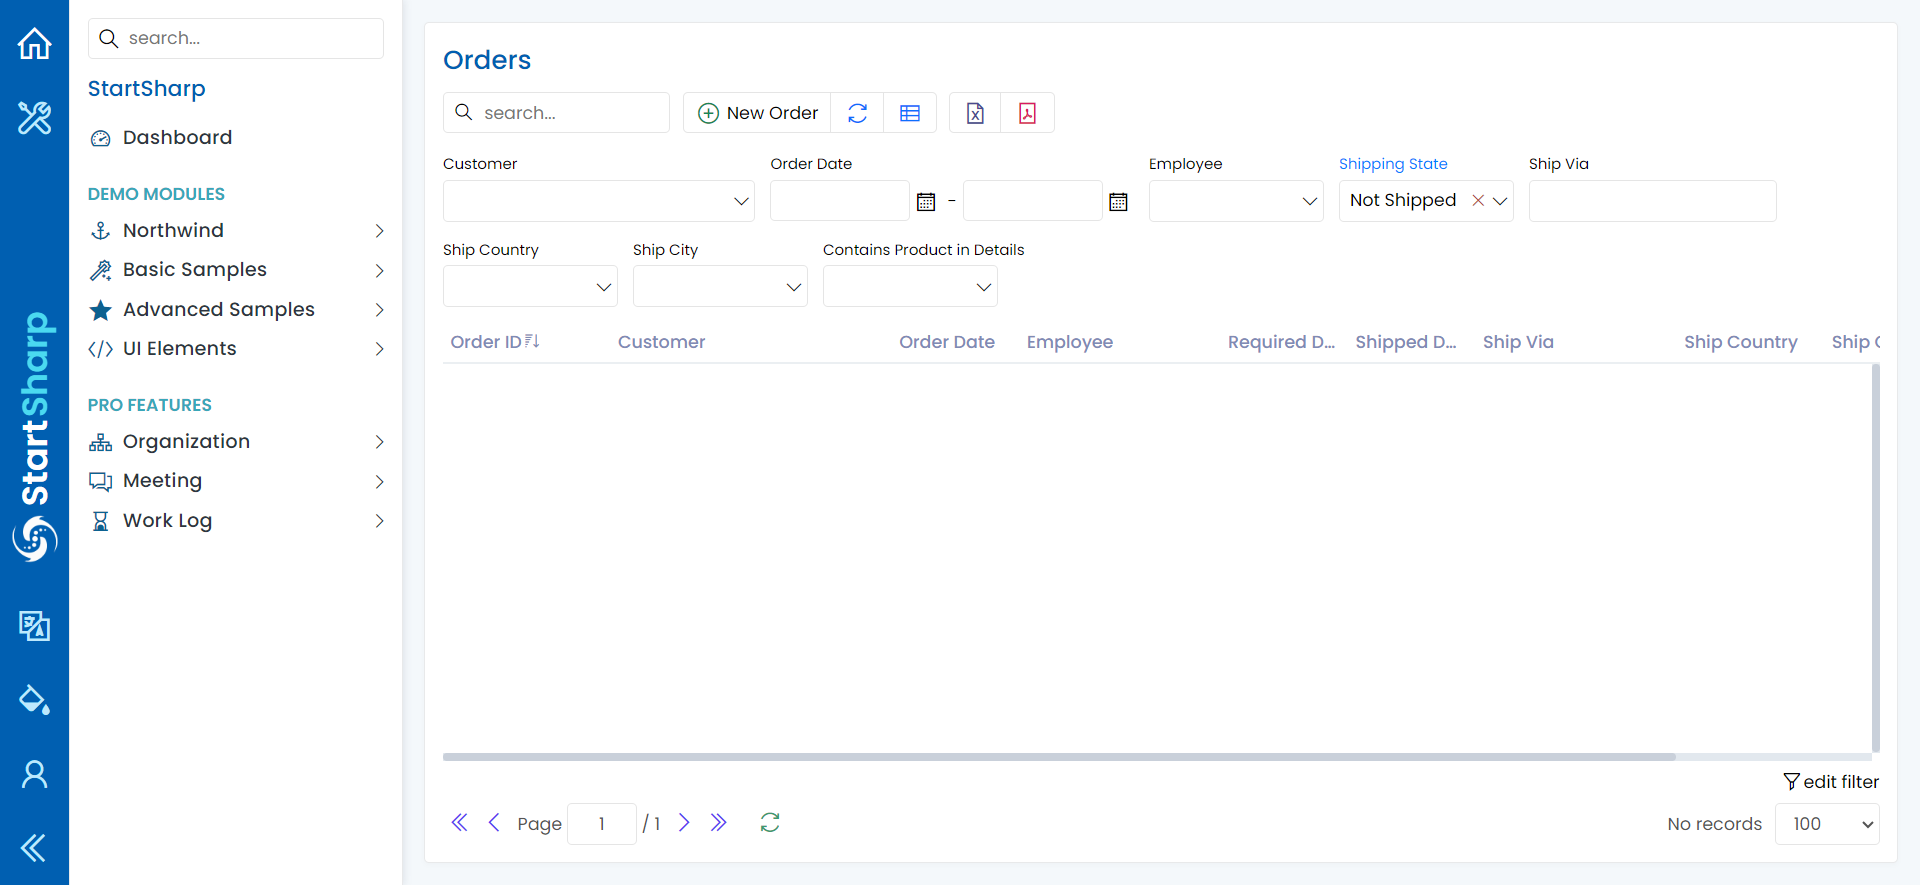 search...
StartSharp
Dashboard
DEMO MODULES
Northwind
Basic Samples
Advanced Samples
UI Elements
PRO FEATURES
Organization
Meeting
Work Log
StartSharp
Orders
search...
New Order
Customer
Order Date
Employee
Shipping State
Ship Via
-
Not Shipped
Ship Country
Ship City
Contains Product in Details
Order ID Customer Order Date Employee Required D... Shipped D... Ship Via Ship Country Ship
edit filter
Page 1 / 1
No records 100